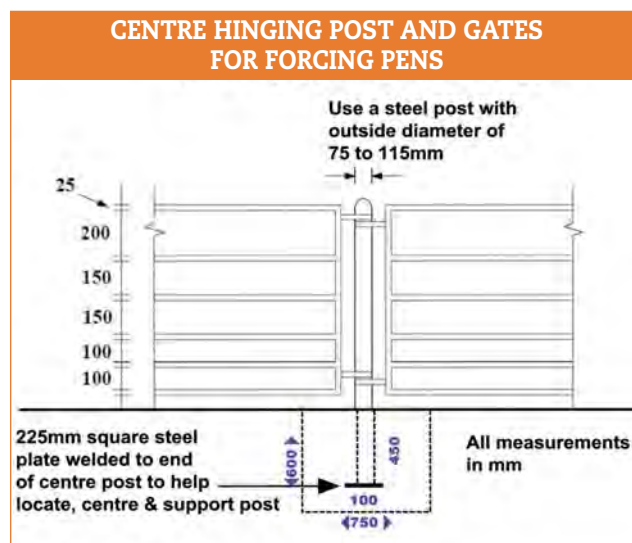 CENTRE HINGING POST AND GATES
FOR FORCING PENS
Use a steel post with
outside diameter of
75 to 115mm
25
200
150
150
100
100
225mm square steel
plate welded to end
of centre post to help
locate, centre & support post
600
450
100
750
All measurements
in mm